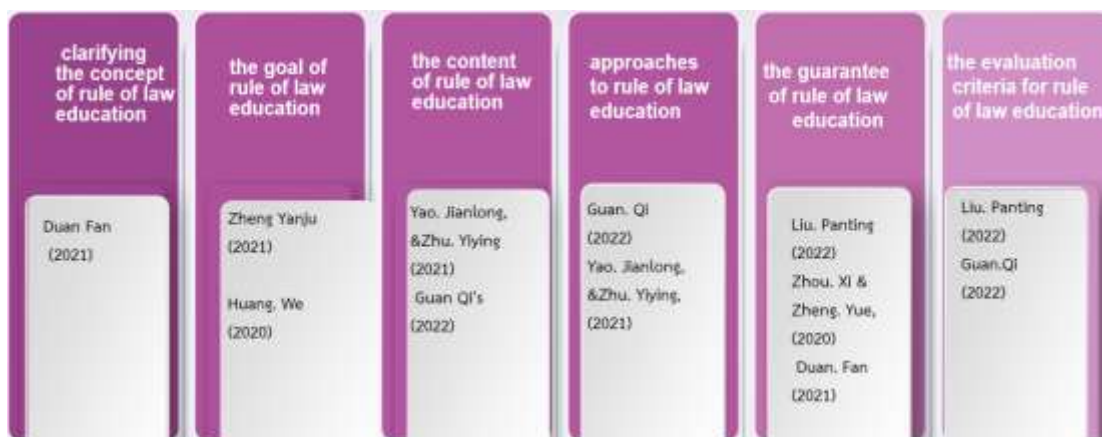 clarifying
the concept
of rule of law
education
Duan Fan
(2021)
the goal of
rule of law
education
Zheng Yanju
(2021)
Huang. We
(2020)
the content
of rule of law
education
Yao. Jianlong,
&Zhu. Yiying
(2021)
Guan Qi's
(2022)
approaches
to rule of law
education
Guan. Qi
(2022)
Yao. Jianlong,
&Zhu. Yiying,
(2021)
the guarantee
of rule of law
education
Liu. Panting
(2022)
Zhou. Xi &
Zheng. Yue,
(2020)
Duan. Fan
(2021)
the evaluation
criteria for rule
of law education
Liu. Panting
(2022)
Guan.Qi
(2022)